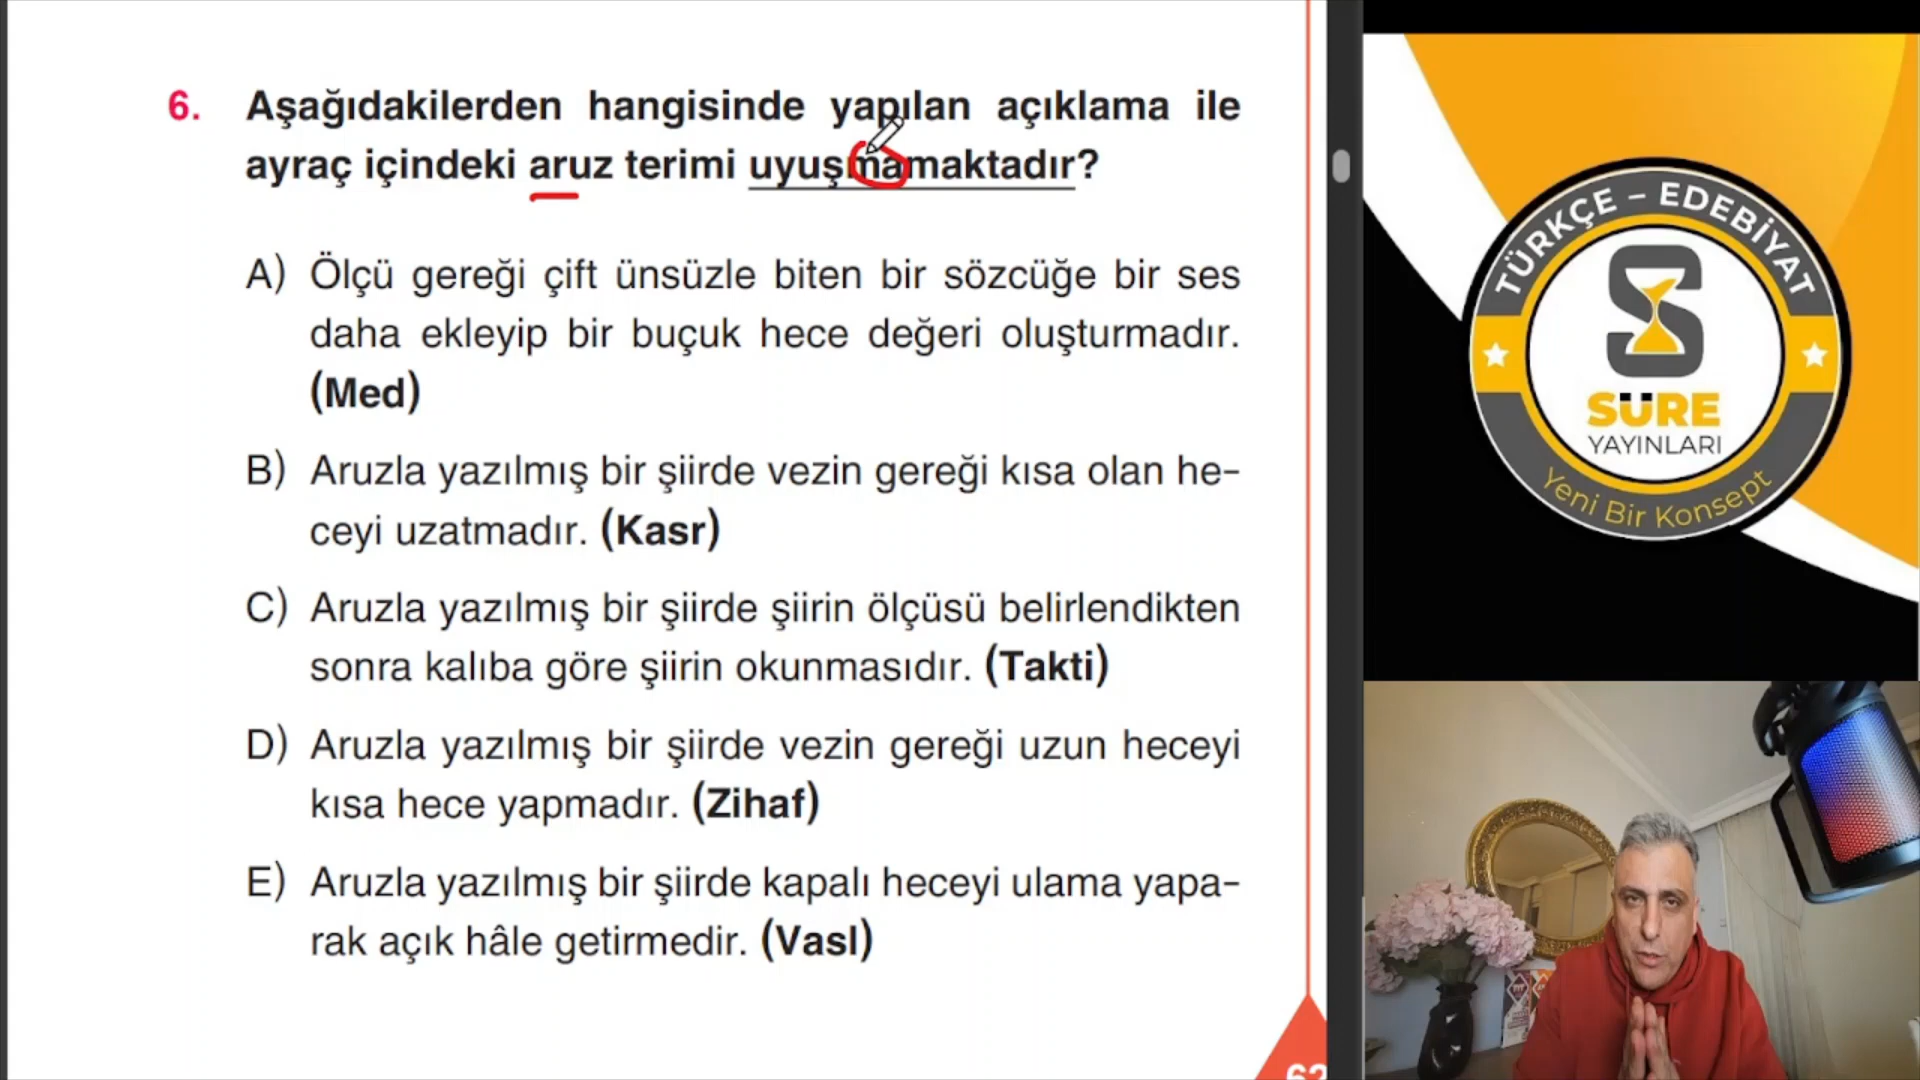 6. Aşağıdakilerden hangisinde yapılan açıklama ile
ayraç içindeki aruz terimi uyuşmamaktadır?
A) Ölçü gereği çift ünsüzle biten bir sözcüğe bir ses
daha ekleyip bir buçuk hece değeri oluşturmadır.
(Med)
B) Aruzla yazılmış bir şiirde vezin gereği kısa olan he-
ceyi uzatmadır. (Kasr)
C) Aruzla yazılmış bir şiirde şiirin ölçüsü belirlendikten
sonra kalıba göre şiirin okunmasıdır. (Takti)
D) Aruzla yazılmış bir şiirde vezin gereği uzun heceyi
kısa hece yapmadır. (Zihaf)
E) Aruzla yazılmış bir şiirde kapalı heceyi ulama yapa-
rak açık hâle getirmedir. (Vasl)
TÜRKÇE – EDEBİYAT
S
SÜRE
YAYINLARI
Yeni Bir Konsept